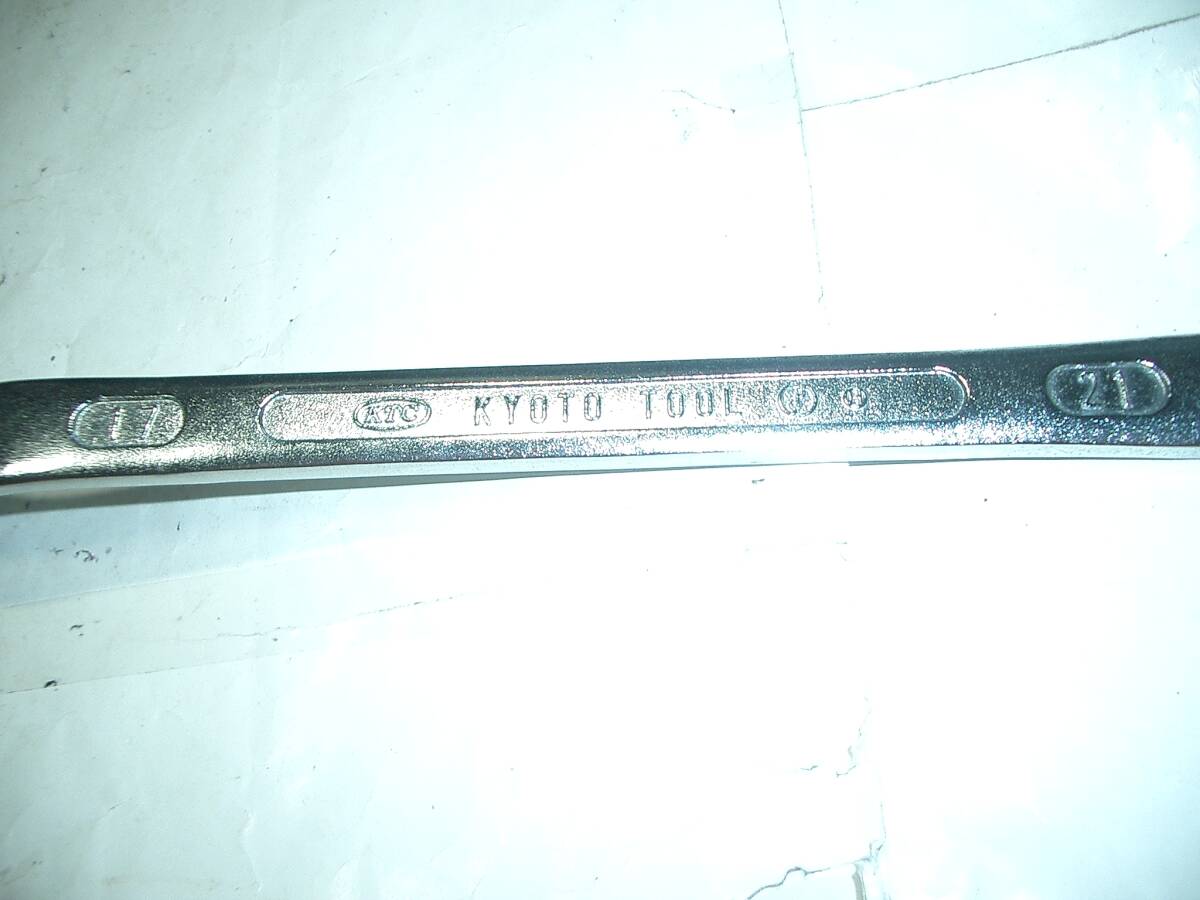 17 KTC KYOTO TOOL 21